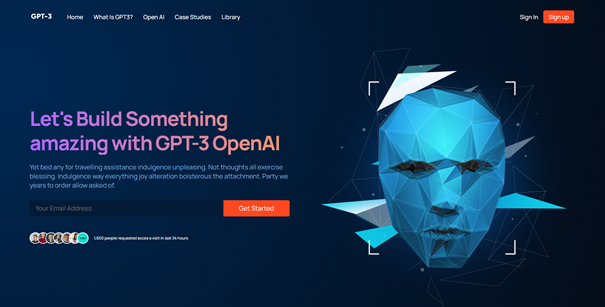 GPT-3 Home What Is GPT3? Open AI Case Studies Library Sign in Sign up
Let's Build Something
amazing with GPT-3 OpenAI
Yet bed any for travelling assistance indulgence unpleasing. Not thoughts all exercise
blessing. Indulgence way everything joy alteration boisterous the attachment. Party we
years to order allow asked of.
Your Email Address Get Started
1,600 people requested access a visit in last 24 hours